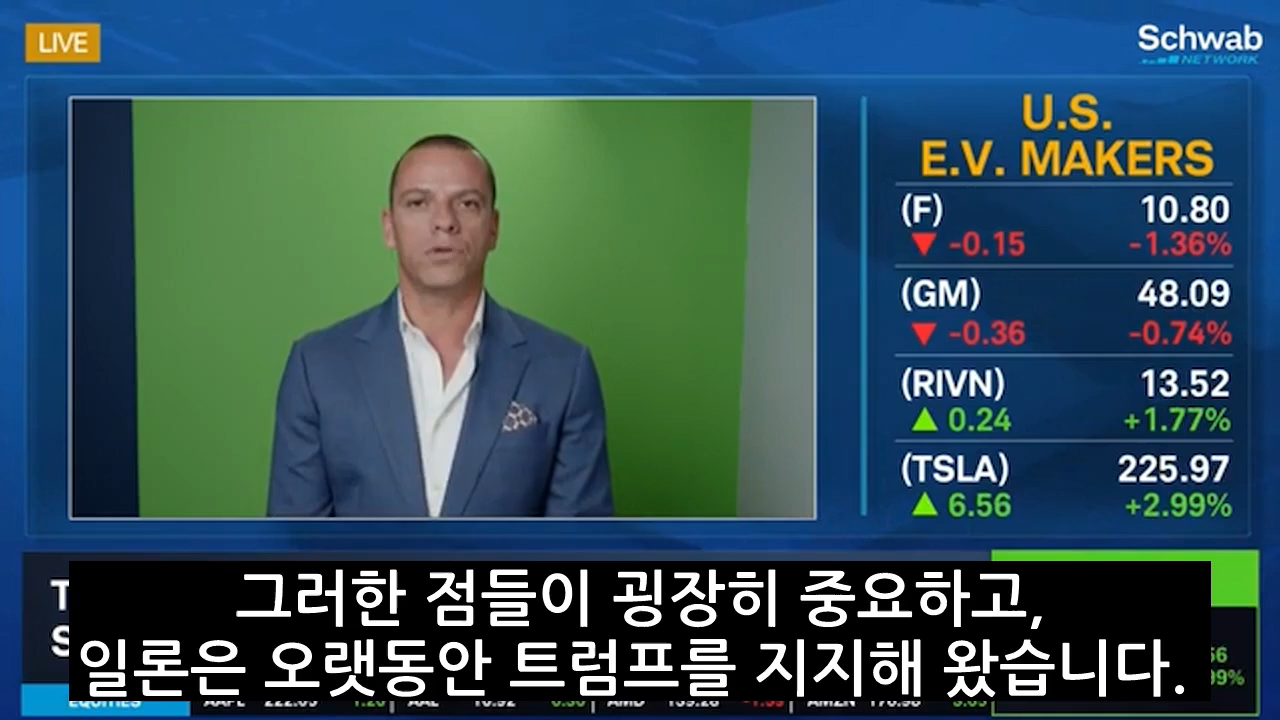 LIVE
Schwab
NETWORK
U.S.
E.V. MAKERS
(F) 10.80
▼ -0.15 -1.36%
(GM) 48.09
▼ -0.36 -0.74%
(RIVN) 13.52
▲ 0.24 +1.77%
(TSLA) 225.97
▲ 6.56 +2.99%
그러한 점들이 굉장히 중요하고,
일론은 오랫동안 트럼프를 지지해 왔습니다.
EQUITIES